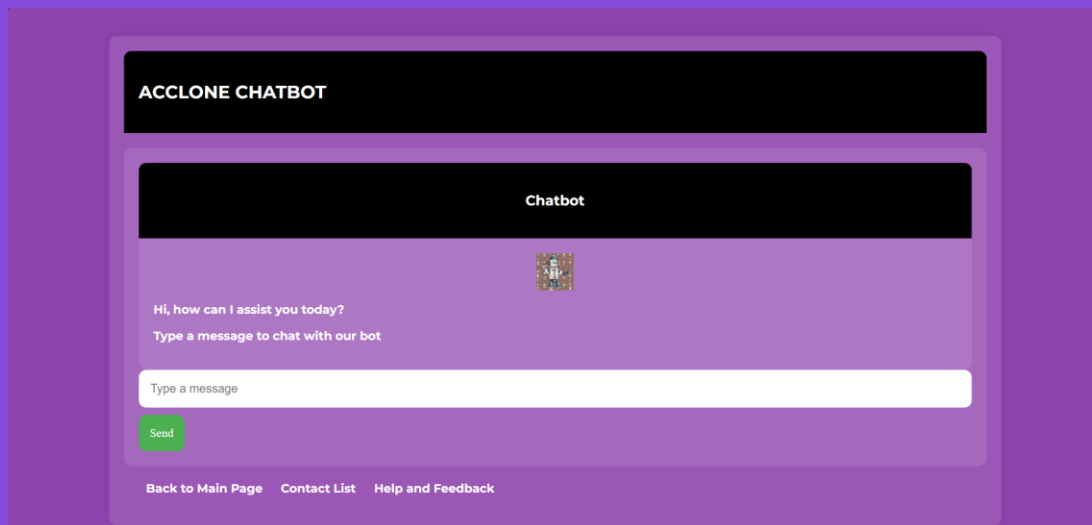 ACCLONE CHATBOT
Chatbot
Hi, how can I assist you today?
Type a message to chat with our bot
Type a message
Send
Back to Main Page Contact List Help and Feedback